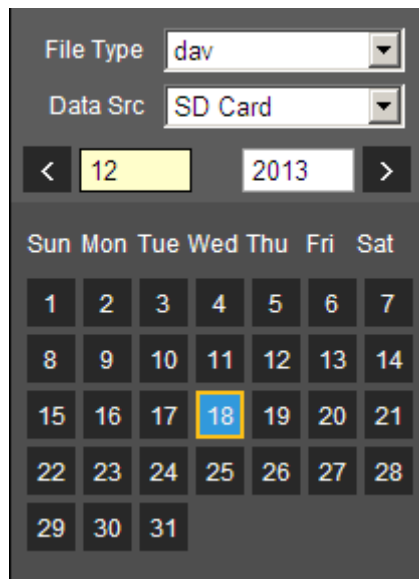 File Type dav
Data Src SD Card
< 12 2013 >
Sun Mon Tue Wed Thu Fri Sat
1 2 3 4 5 6 7
8 9 10 11 12 13 14
15 16 17 18 19 20 21
22 23 24 25 26 27 28
29 30 31